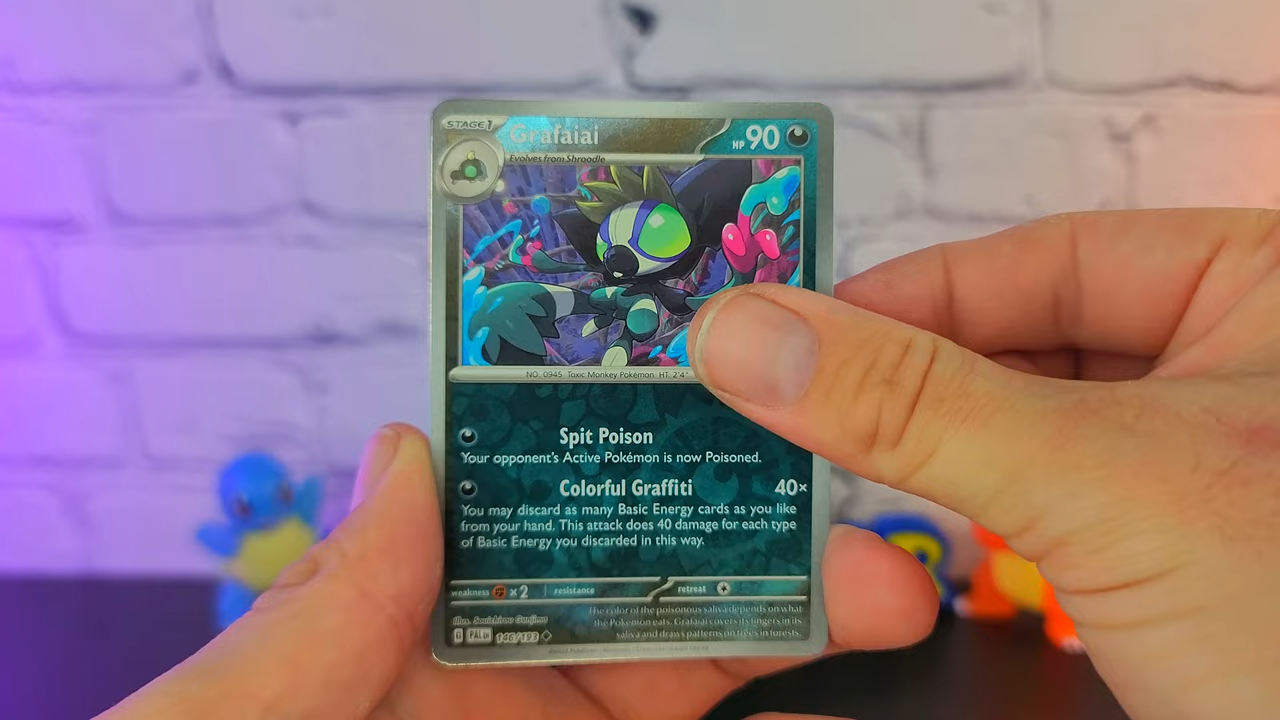 STAGE 1
Grafaiai
HP 90
Evolves from Shroodle
NO. 0945 Toxic Monkey Pokémon HT: 2'4"
Spit Poison
Your opponent's Active Pokémon is now Poisoned.
Colorful Graffiti 40×
You may discard as many Basic Energy cards as you like
from your hand. This attack does 40 damage for each type
of Basic Energy you discarded in this way.
weakness ×2 resistance retreat
Illus. Souichirou Gunjima
The color of the poisonous saliva depends on what
the Pokémon eats. Grafaiai covers its fingers in its
saliva and draws patterns on trees in forests.
G PAL EN 146/193